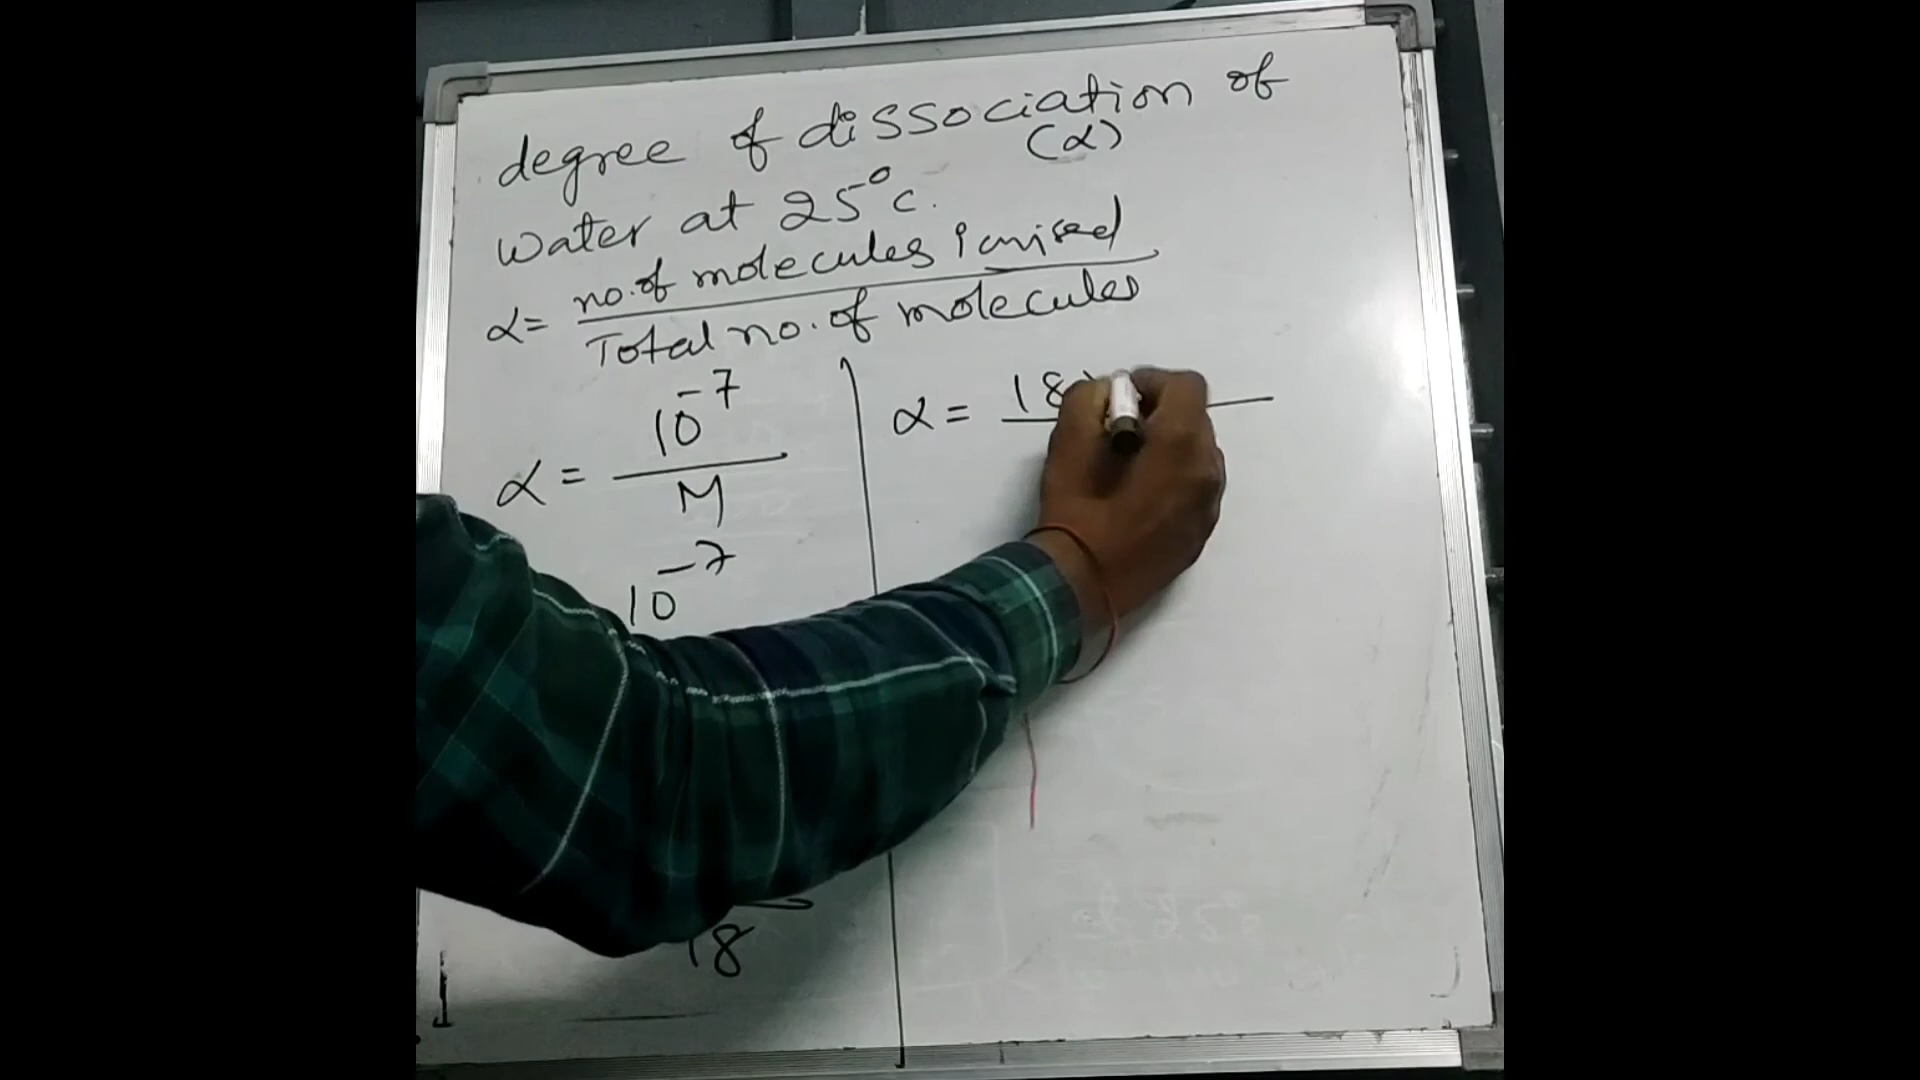 degree of dissociation of
(α)
water at 25°c.
α = no. of molecules ionised
Total no. of molecules
α = 10⁻⁷
M
10⁻⁷
18
α = 18